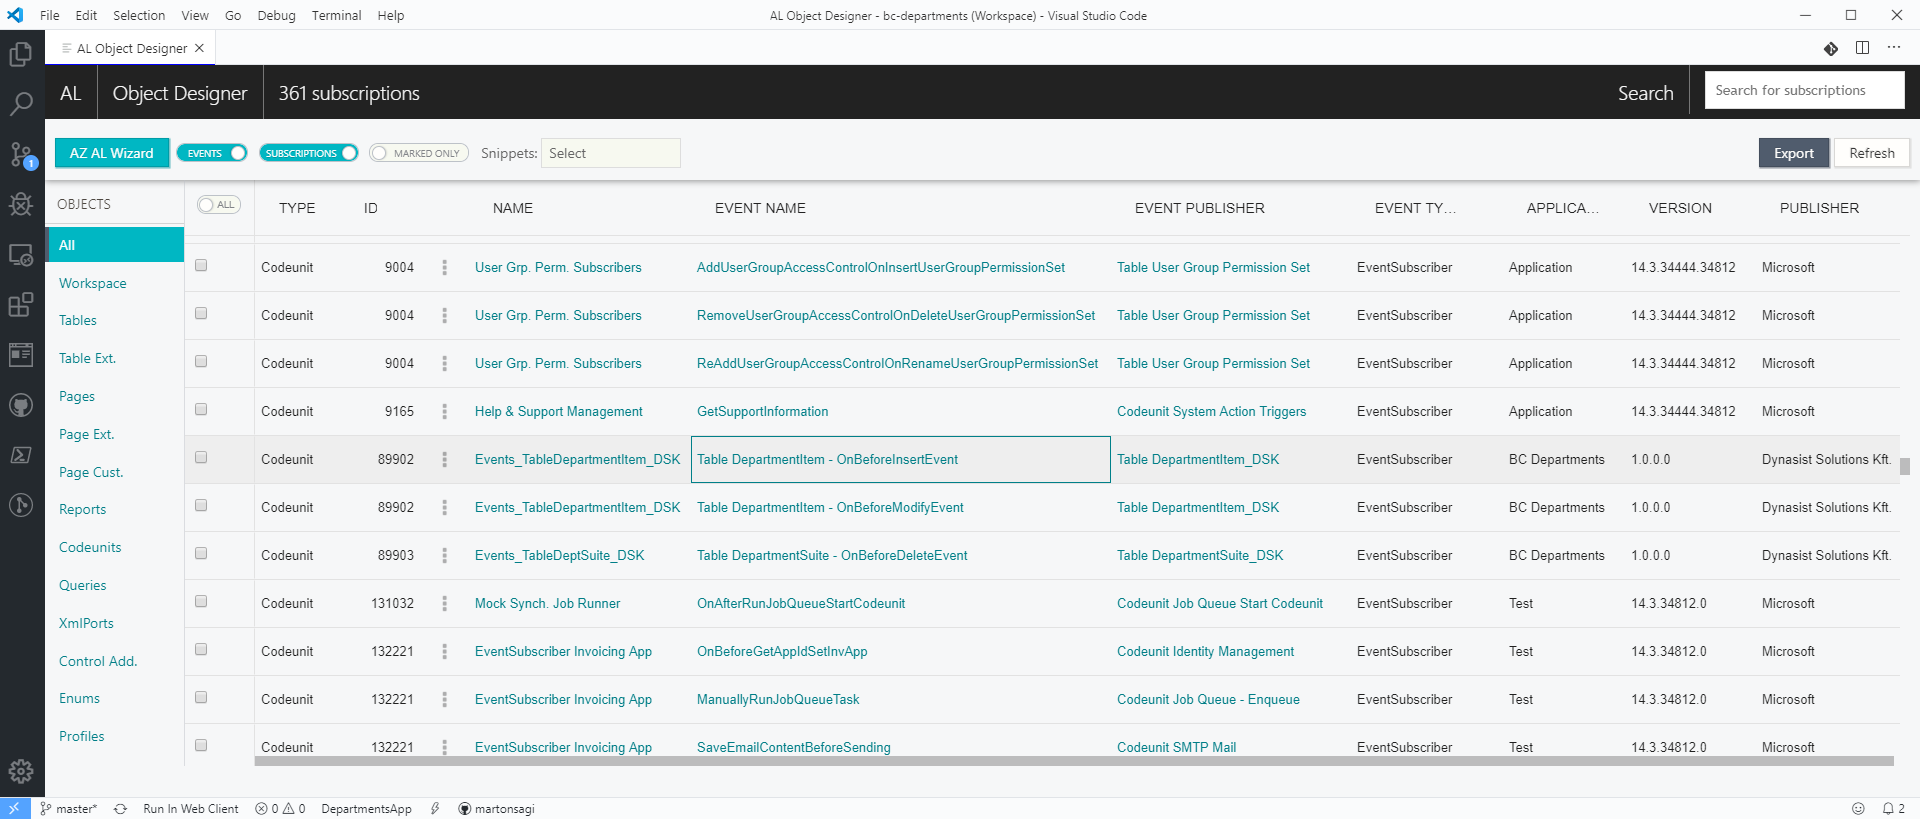 File Edit Selection View Go Debug Terminal Help AL Object Designer - bc-departments (Workspace) - Visual Studio Code
AL Object Designer
AL Object Designer 361 subscriptions Search Search for subscriptions
AZ AL Wizard EVENTS SUBSCRIPTIONS MARKED ONLY Snippets: Select Export Refresh
OBJECTS
All
Workspace
Tables
Table Ext.
Pages
Page Ext.
Page Cust.
Reports
Codeunits
Queries
XmlPorts
Control Add.
Enums
Profiles
ALL TYPE ID NAME EVENT NAME EVENT PUBLISHER EVENT TY... APPLICA... VERSION PUBLISHER
Codeunit 9004 User Grp. Perm. Subscribers AddUserGroupAccessControlOnInsertUserGroupPermissionSet Table User Group Permission Set EventSubscriber Application 14.3.34444.34812 Microsoft
Codeunit 9004 User Grp. Perm. Subscribers RemoveUserGroupAccessControlOnDeleteUserGroupPermissionSet Table User Group Permission Set EventSubscriber Application 14.3.34444.34812 Microsoft
Codeunit 9004 User Grp. Perm. Subscribers ReAddUserGroupAccessControlOnRenameUserGroupPermissionSet Table User Group Permission Set EventSubscriber Application 14.3.34444.34812 Microsoft
Codeunit 9165 Help & Support Management GetSupportInformation Codeunit System Action Triggers EventSubscriber Application 14.3.34444.34812 Microsoft
Codeunit 89902 Events_TableDepartmentItem_DSK Table DepartmentItem - OnBeforeInsertEvent Table DepartmentItem_DSK EventSubscriber BC Departments 1.0.0.0 Dynasist Solutions Kft.
Codeunit 89902 Events_TableDepartmentItem_DSK Table DepartmentItem - OnBeforeModifyEvent Table DepartmentItem_DSK EventSubscriber BC Departments 1.0.0.0 Dynasist Solutions Kft.
Codeunit 89903 Events_TableDeptSuite_DSK Table DepartmentSuite - OnBeforeDeleteEvent Table DepartmentSuite_DSK EventSubscriber BC Departments 1.0.0.0 Dynasist Solutions Kft.
Codeunit 131032 Mock Synch. Job Runner OnAfterRunJobQueueStartCodeunit Codeunit Job Queue Start Codeunit EventSubscriber Test 14.3.34812.0 Microsoft
Codeunit 132221 EventSubscriber Invoicing App OnBeforeGetAppIdSetInvApp Codeunit Identity Management EventSubscriber Test 14.3.34812.0 Microsoft
Codeunit 132221 EventSubscriber Invoicing App ManuallyRunJobQueueTask Codeunit Job Queue - Enqueue EventSubscriber Test 14.3.34812.0 Microsoft
Codeunit 132221 EventSubscriber Invoicing App SaveEmailContentBeforeSending Codeunit SMTP Mail EventSubscriber Test 14.3.34812.0 Microsoft
1
master* Run In Web Client 0 0 DepartmentsApp martonsagi 2